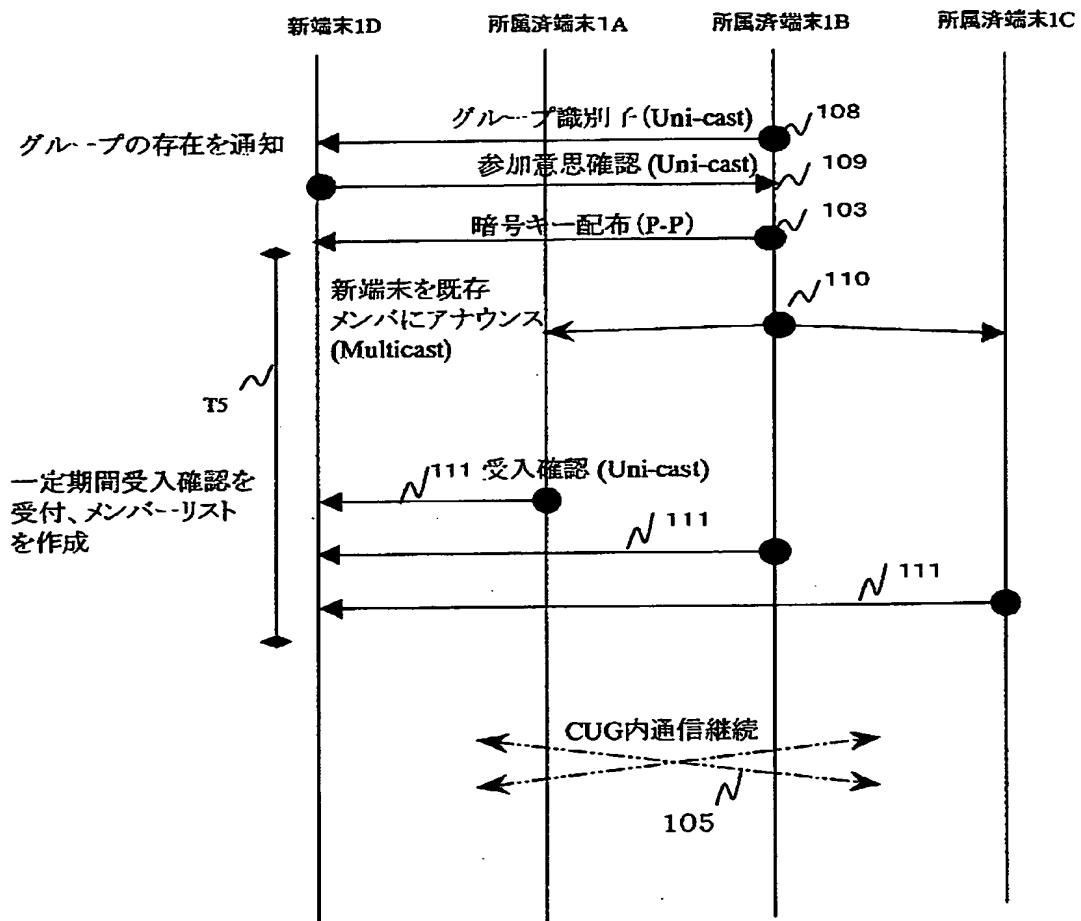 新端末1D 所属済端末1A 所属済端末1B 所属済端末1C
グループ識別子(Uni-cast)
108
グループの存在を通知
参加意思確認(Uni-cast)
109
暗号キー配布(P-P)
103
新端末を既存
メンバにアナウンス
(Multicast)
110
T5
一定期間受入確認を
受付、メンバーリスト
を作成
111 受入確認(Uni-cast)
111
111
CUG内通信継続
105